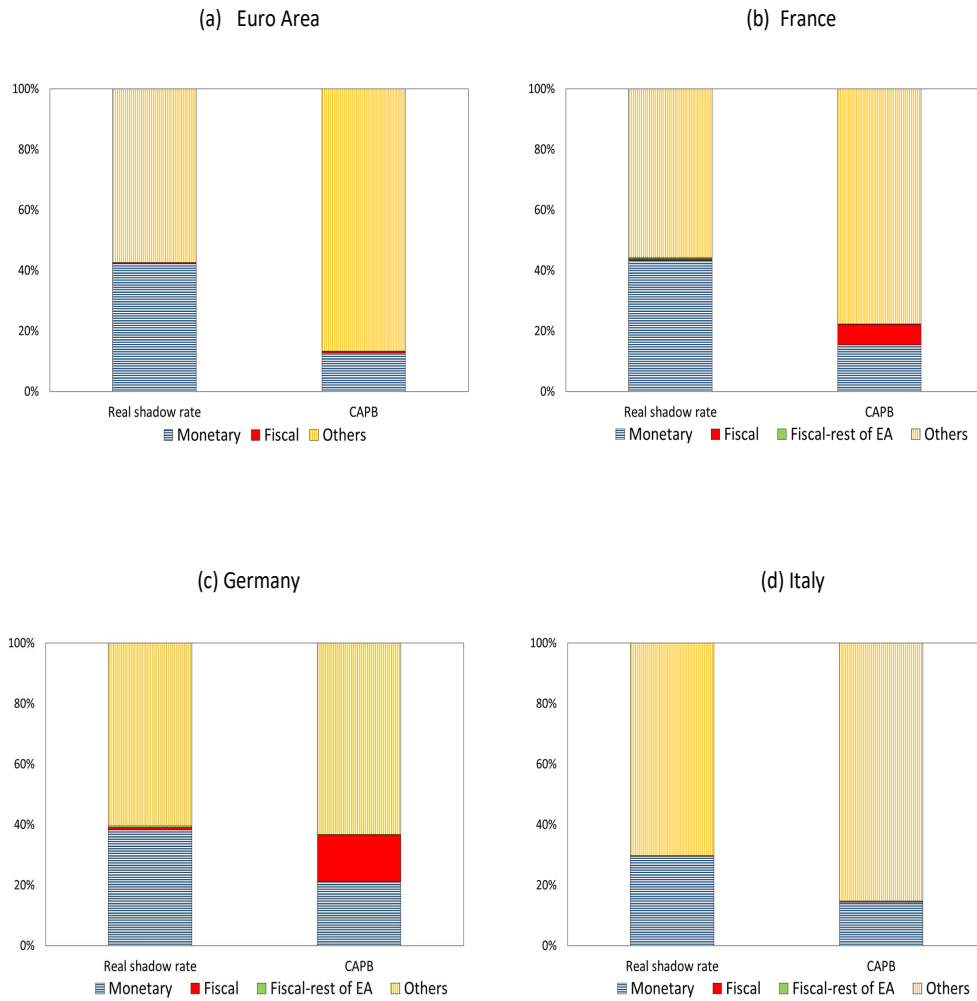 (a) Euro Area
100%
80%
60%
40%
20%
0%
Real shadow rate CAPB
Monetary Fiscal Others
(b) France
100%
80%
60%
40%
20%
0%
Real shadow rate CAPB
Monetary Fiscal Fiscal-rest of EA Others
(c) Germany
100%
80%
60%
40%
20%
0%
Real shadow rate CAPB
Monetary Fiscal Fiscal-rest of EA Others
(d) Italy
100%
80%
60%
40%
20%
0%
Real shadow rate CAPB
Monetary Fiscal Fiscal-rest of EA Others